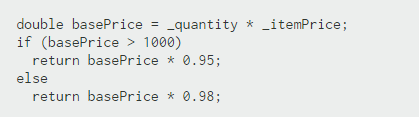 double basePrice = _quantity * _itemPrice;
if (basePrice > 1000)
  return basePrice * 0.95;
else
  return basePrice * 0.98;